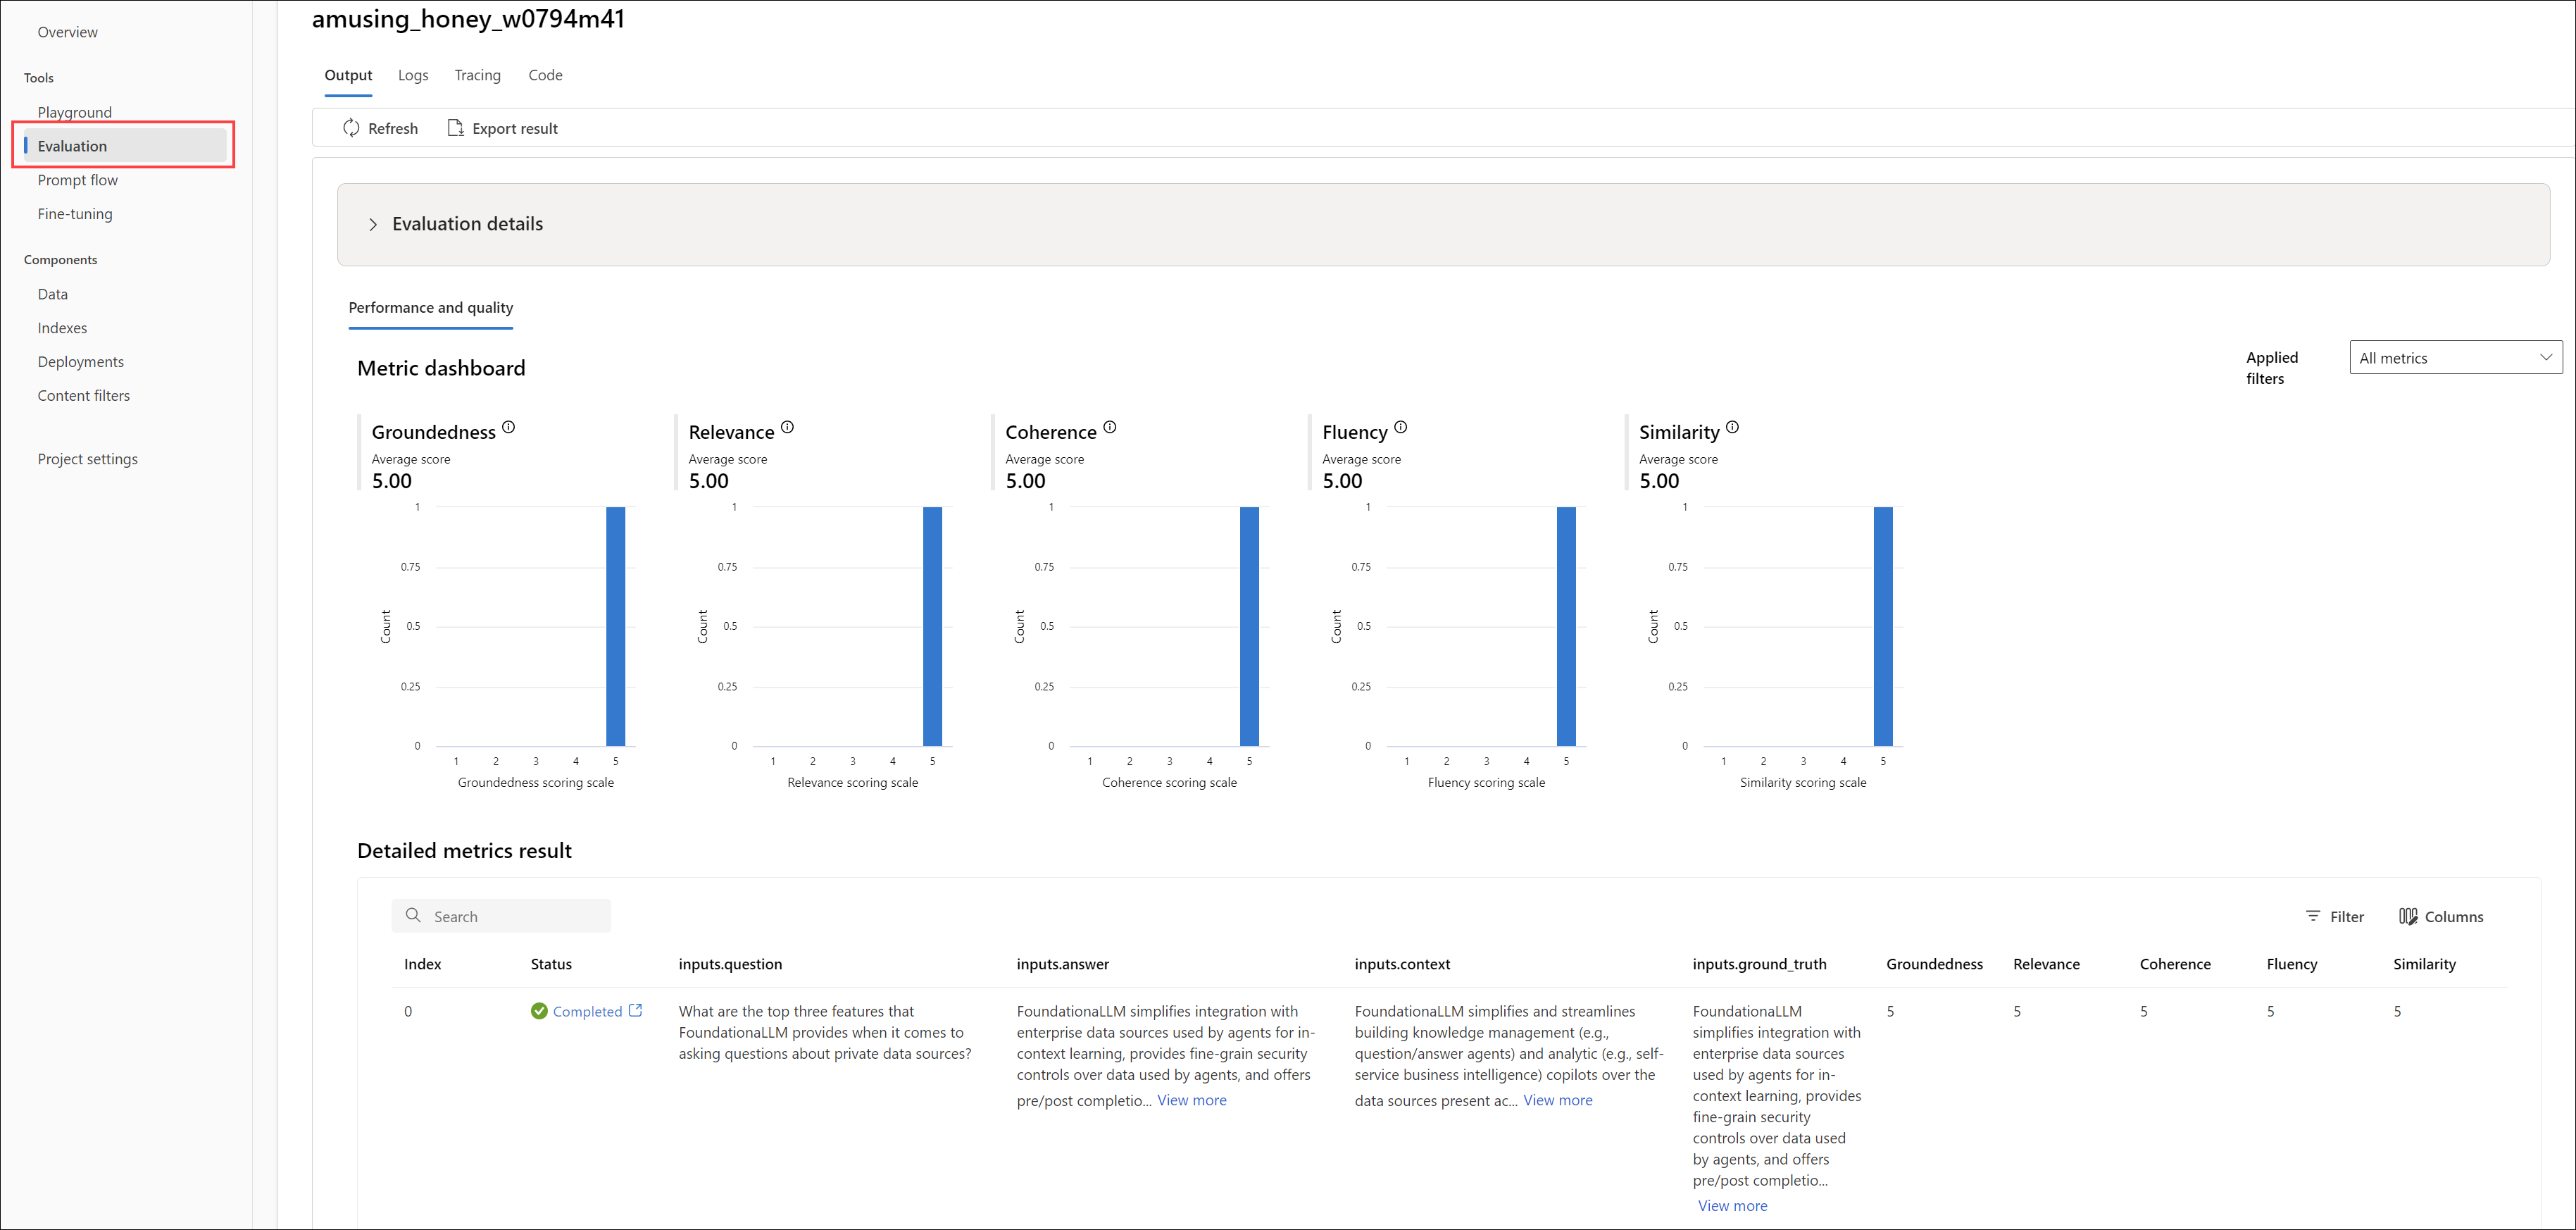 amusing_honey_w0794m41
Overview
Tools
Playground
Evaluation
Prompt flow
Fine-tuning
Components
Data
Indexes
Deployments
Content filters
Project settings
Output Logs Tracing Code
Refresh Export result
Evaluation details
Performance and quality
Metric dashboard
Applied filters
All metrics
Groundedness
Average score
5.00
1
0.75
0.5
0.25
0
Count
1 2 3 4 5
Groundedness scoring scale
Relevance
Average score
5.00
1
0.75
0.5
0.25
0
Count
1 2 3 4 5
Relevance scoring scale
Coherence
Average score
5.00
1
0.75
0.5
0.25
0
Count
1 2 3 4 5
Coherence scoring scale
Fluency
Average score
5.00
1
0.75
0.5
0.25
0
Count
1 2 3 4 5
Fluency scoring scale
Similarity
Average score
5.00
1
0.75
0.5
0.25
0
Count
1 2 3 4 5
Similarity scoring scale
Detailed metrics result
Search
Filter Columns
Index Status inputs.question inputs.answer inputs.context inputs.ground_truth Groundedness Relevance Coherence Fluency Similarity
0
Completed
What are the top three features that
FoundationaLLM provides when it comes to
asking questions about private data sources?
FoundationaLLM simplifies integration with
enterprise data sources used by agents for in-
context learning, provides fine-grain security
controls over data used by agents, and offers
pre/post completio... View more
FoundationaLLM simplifies and streamlines
building knowledge management (e.g.,
question/answer agents) and analytic (e.g., self-
service business intelligence) copilots over the
data sources present ac... View more
FoundationaLLM
simplifies integration with
enterprise data sources
used by agents for in-
context learning, provides
fine-grain security
controls over data used
by agents, and offers
pre/post completio...
View more
5 5 5 5 5